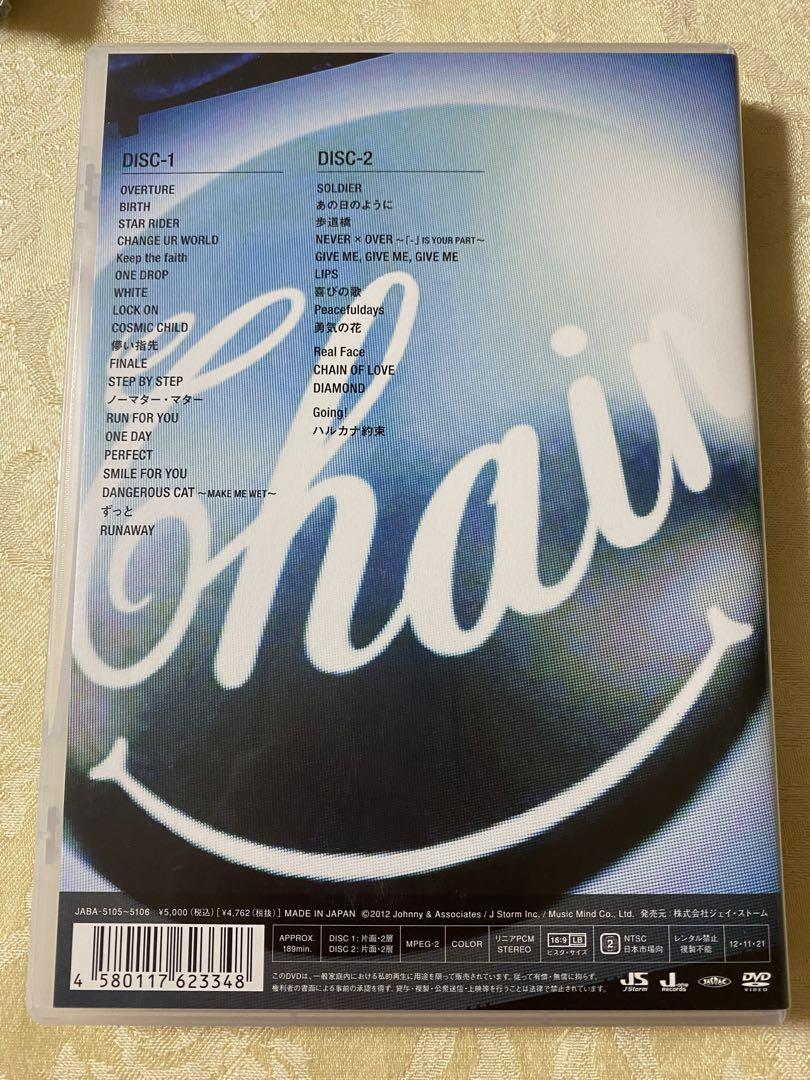 DISC-1
OVERTURE
BIRTH
STAR RIDER
CHANGE UR WORLD
Keep the faith
ONE DROP
WHITE
LOCK ON
COSMIC CHILD
儚い指先
FINALE
STEP BY STEP
ノーマター・マター
RUN FOR YOU
ONE DAY
PERFECT
SMILE FOR YOU
DANGEROUS CAT ～MAKE ME WET～
ずっと
RUNAWAY
DISC-2
SOLDIER
あの日のように
歩道橋
NEVER × OVER ～「-」IS YOUR PART～
GIVE ME, GIVE ME, GIVE ME
LIPS
喜びの歌
Peacefuldays
勇気の花
Real Face
CHAIN OF LOVE
DIAMOND
Going!
ハルカナ約束
Chain
JABA-5105～5106 ¥5,000(税込)[¥4,762(税抜)] MADE IN JAPAN ©2012 Johnny & Associates / J Storm Inc. / Music Mind Co., Ltd. 発売元：株式会社ジェイ・ストーム
4 580117 623348
APPROX. 189min.
DISC 1：片面・2層
DISC 2：片面・2層
MPEG-2
COLOR
リニアPCM
STEREO
16:9 LB
ビスタ・サイズ
2
NTSC
日本市場向
レンタル禁止
複製不能
12・11・21
このDVDは、一般家庭内における私的再生に用途を限って販売されています。従って有償・無償に拘らず、
権利者の書面による事前の承認を得ず、貸与・複製・公衆送信・上映等を行うことは法律で禁止されています。
JS
J Storm
J-one
Records
JASRAC
DVD
VIDEO